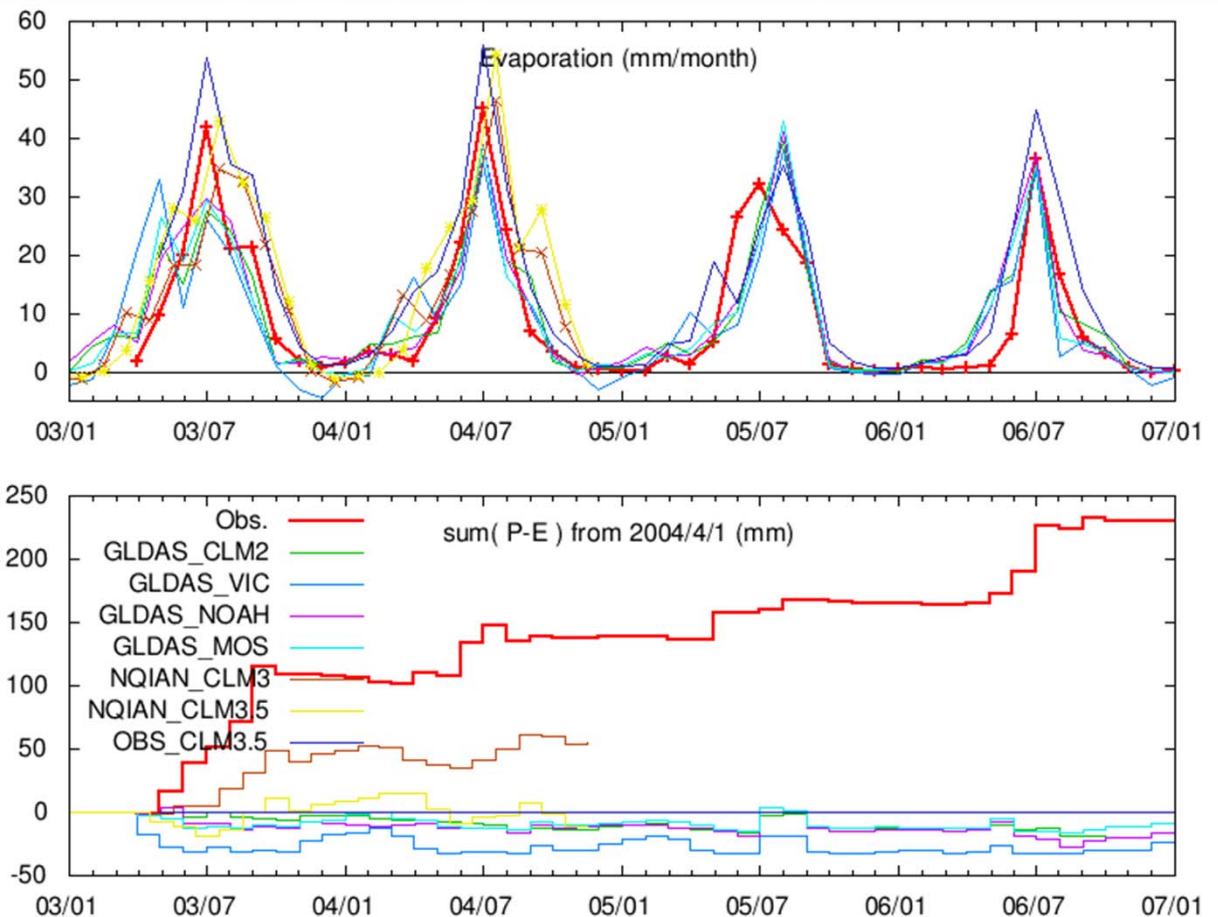 60
Evaporation (mm/month)
50
40
30
20
10
0
03/01 03/07 04/01 04/07 05/01 05/07 06/01 06/07 07/01
250
Obs.
sum( P-E ) from 2004/4/1 (mm)
GLDAS_CLM2
200
GLDAS_VIC
GLDAS_NOAH
150
GLDAS_MOS
NQIAN_CLM3
100
NQIAN_CLM3.5
OBS_CLM3.5
50
0
-50
03/01 03/07 04/01 04/07 05/01 05/07 06/01 06/07 07/01